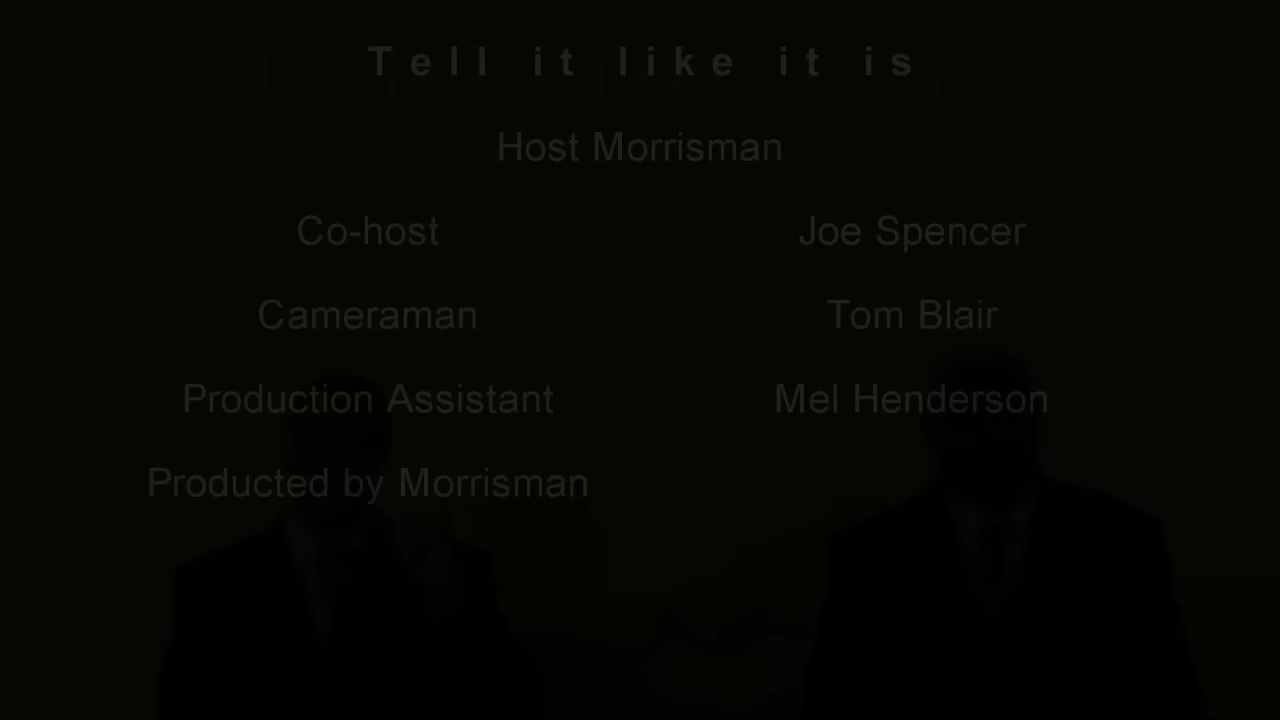 Tell it like it is
Host Morrisman
Co-host Joe Spencer
Cameraman Tom Blair
Production Assistant Mel Henderson
Producted by Morrisman